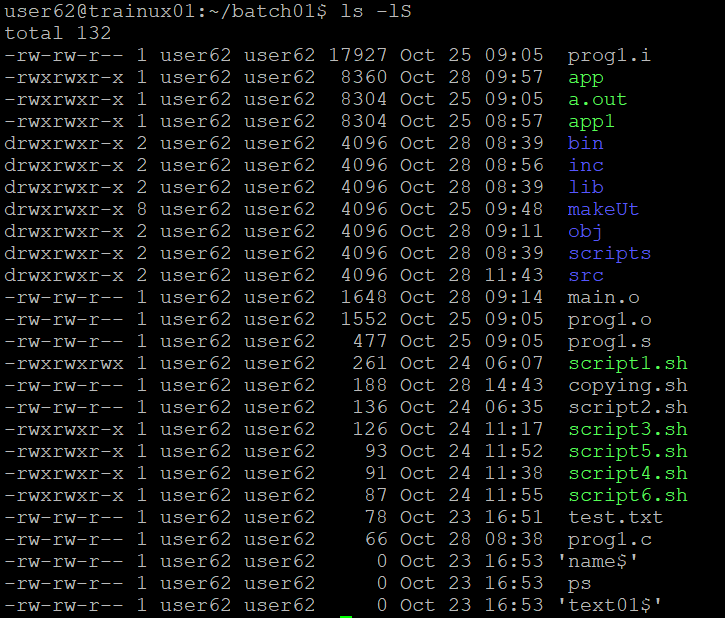 user62@trainux01:~/batch01$ ls -lS
total 132
-rw-rw-r-- 1 user62 user62 17927 Oct 25 09:05  prog1.i
-rwxrwxr-x 1 user62 user62  8360 Oct 28 09:57  app
-rwxrwxr-x 1 user62 user62  8304 Oct 25 09:05  a.out
-rwxrwxr-x 1 user62 user62  8304 Oct 25 08:57  app1
drwxrwxr-x 2 user62 user62  4096 Oct 28 08:39  bin
drwxrwxr-x 2 user62 user62  4096 Oct 28 08:56  inc
drwxrwxr-x 2 user62 user62  4096 Oct 28 08:39  lib
drwxrwxr-x 8 user62 user62  4096 Oct 25 09:48  makeUt
drwxrwxr-x 2 user62 user62  4096 Oct 28 09:11  obj
drwxrwxr-x 2 user62 user62  4096 Oct 28 08:39  scripts
drwxrwxr-x 2 user62 user62  4096 Oct 28 11:43  src
-rw-rw-r-- 1 user62 user62  1648 Oct 28 09:14  main.o
-rw-rw-r-- 1 user62 user62  1552 Oct 25 09:05  prog1.o
-rw-rw-r-- 1 user62 user62   477 Oct 25 09:05  prog1.s
-rwxrwxrwx 1 user62 user62   261 Oct 24 06:07  script1.sh
-rw-rw-r-- 1 user62 user62   188 Oct 28 14:43  copying.sh
-rw-rw-r-- 1 user62 user62   136 Oct 24 06:35  script2.sh
-rwxrwxr-x 1 user62 user62   126 Oct 24 11:17  script3.sh
-rwxrwxr-x 1 user62 user62    93 Oct 24 11:52  script5.sh
-rwxrwxr-x 1 user62 user62    91 Oct 24 11:38  script4.sh
-rwxrwxr-x 1 user62 user62    87 Oct 24 11:55  script6.sh
-rw-rw-r-- 1 user62 user62    78 Oct 23 16:51  test.txt
-rw-rw-r-- 1 user62 user62    66 Oct 28 08:38  prog1.c
-rw-rw-r-- 1 user62 user62     0 Oct 23 16:53 'name$'
-rw-rw-r-- 1 user62 user62     0 Oct 23 16:53  ps
-rw-rw-r-- 1 user62 user62     0 Oct 23 16:53 'text01$'